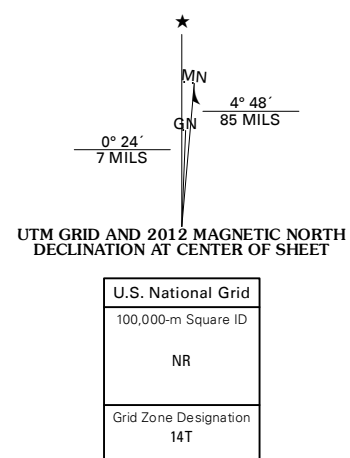 ★
MN
4° 48´
85 MILS
GN
0° 24´
7 MILS
UTM GRID AND 2012 MAGNETIC NORTH
DECLINATION AT CENTER OF SHEET
U.S. National Grid
100,000-m Square ID
NR
Grid Zone Designation
14T